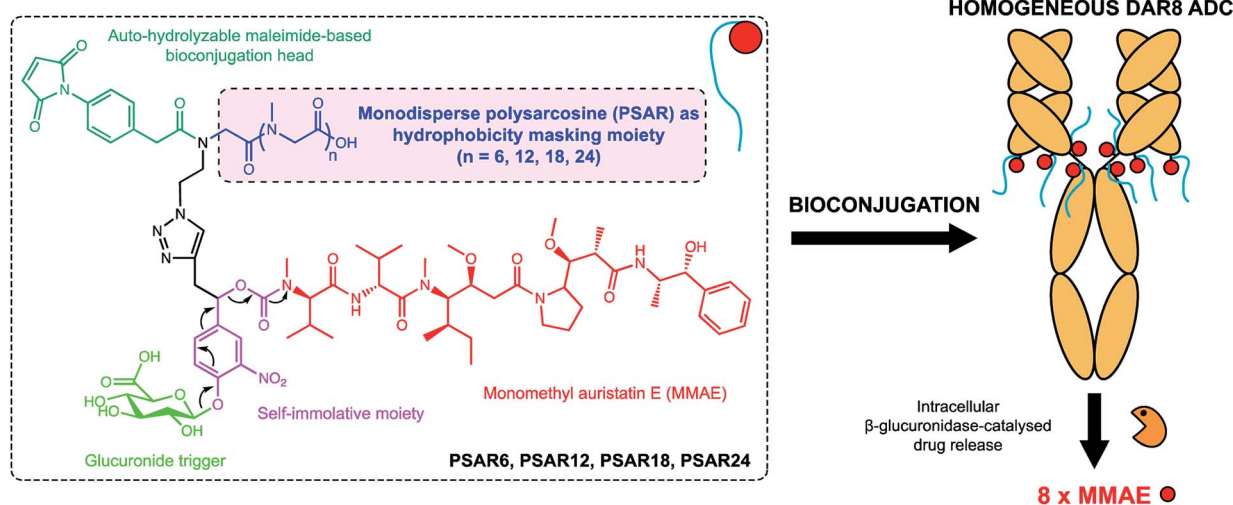 HOMOGENEOUS DAR8 ADC
Auto-hydrolyzable maleimide-based
bioconjugation head
Monodisperse polysarcosine (PSAR) as
hydrophobicity masking moiety
(n = 6, 12, 18, 24)
O
N
O
O
N
O
N
O
OH
n
N
N
N
BIOCONJUGATION
O
O
N
O
N
H
O
N
O
O
N
O
O
H
N
OH
NO2
O
OH
O
HO
HO
O
O
OH
Self-immolative moiety
Monomethyl auristatin E (MMAE)
Glucuronide trigger
PSAR6, PSAR12, PSAR18, PSAR24
Intracellular
β-glucuronidase-catalysed
drug release
8 x MMAE